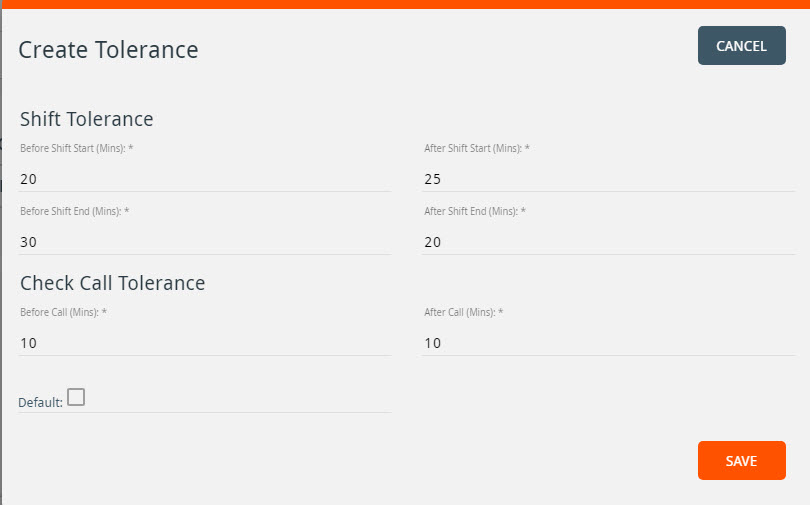 Create Tolerance
CANCEL
Shift Tolerance
Before Shift Start (Mins): * After Shift Start (Mins): *
20 25
Before Shift End (Mins): * After Shift End (Mins): *
30 20
Check Call Tolerance
Before Call (Mins): * After Call (Mins): *
10 10
Default:
SAVE